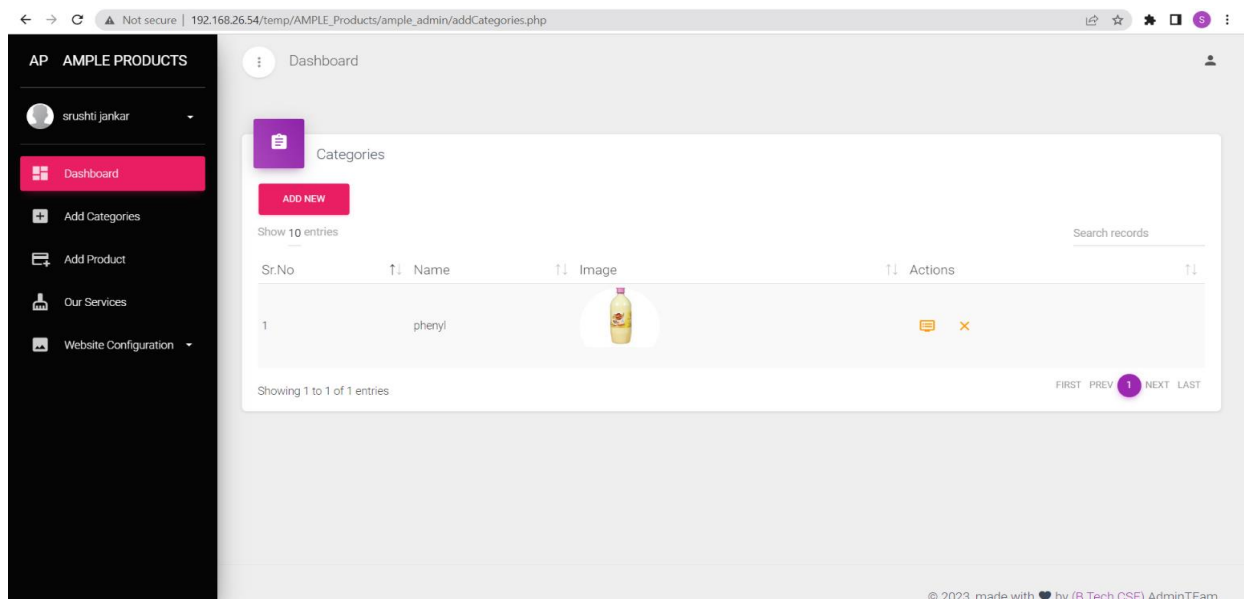 Not secure | 192.168.26.54/temp/AMPLE_Products/ample_admin/addCategories.php
S
AP AMPLE PRODUCTS
srushti jankar
Dashboard
Add Categories
Add Product
Our Services
Website Configuration
Dashboard
Categories
ADD NEW
Show 10 entries
Search records
Sr.No Name Image Actions
1 phenyl
Showing 1 to 1 of 1 entries
FIRST PREV 1 NEXT LAST
© 2023, made with by (B.Tech CSE) AdminTEam